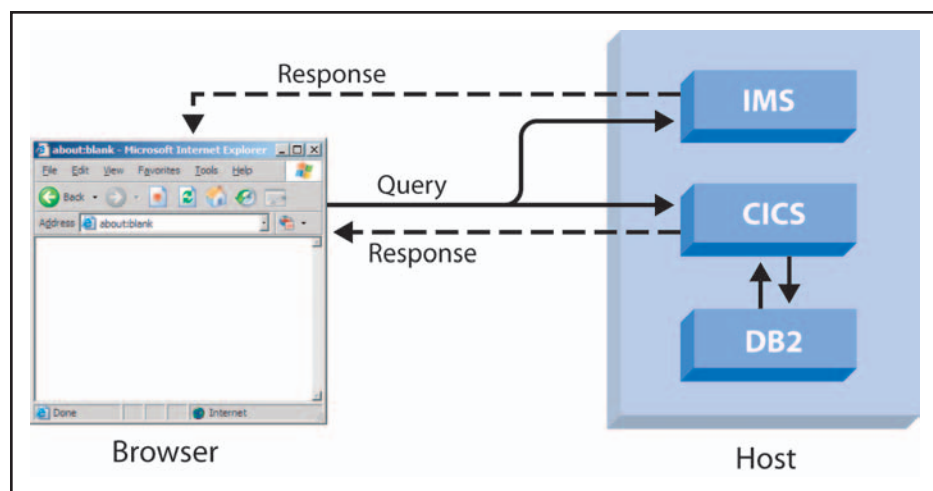 Response
IMS
about:blank - Microsoft Internet Explorer
File Edit View Favorites Tools Help
Back
Query
Address about:blank
CICS
Response
DB2
Done Internet
Browser
Host